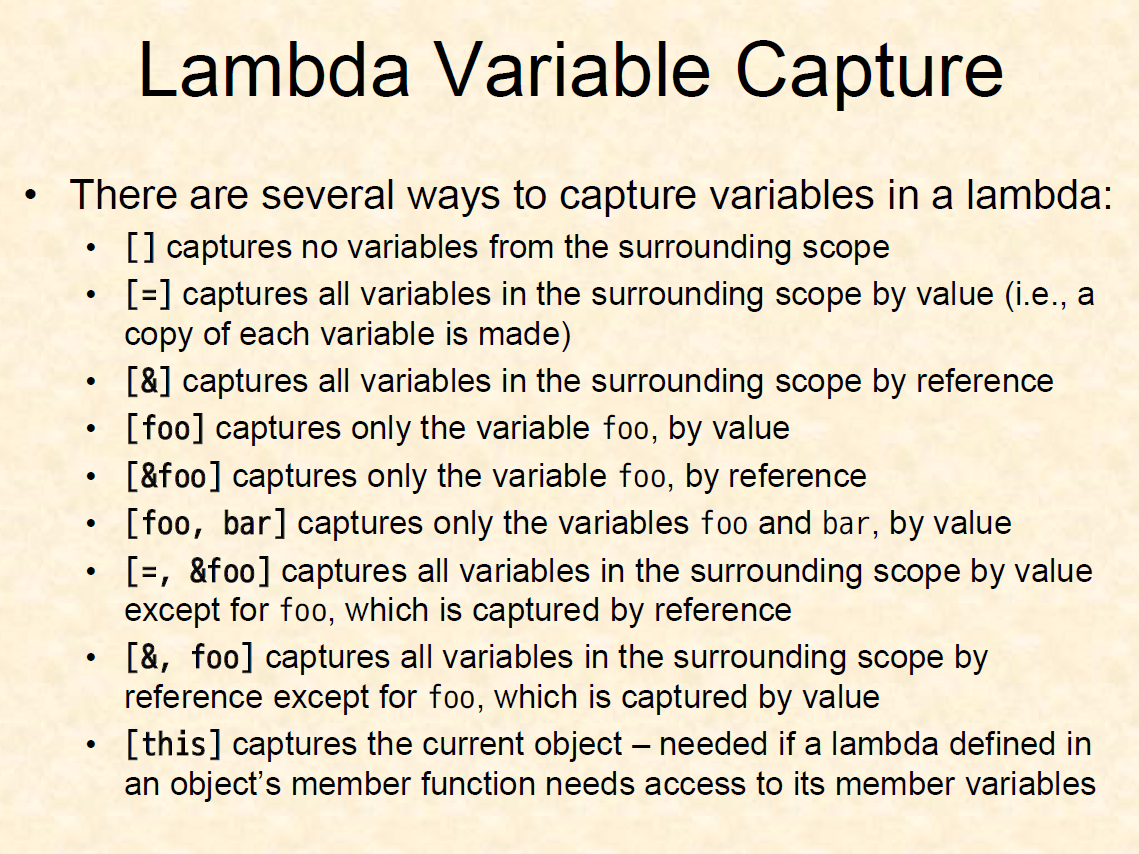 Lambda Variable Capture
• There are several ways to capture variables in a lambda:
• [] captures no variables from the surrounding scope
• [=] captures all variables in the surrounding scope by value (i.e., a
copy of each variable is made)
• [&] captures all variables in the surrounding scope by reference
• [foo] captures only the variable foo, by value
• [&foo] captures only the variable foo, by reference
• [foo, bar] captures only the variables foo and bar, by value
• [=, &foo] captures all variables in the surrounding scope by value
except for foo, which is captured by reference
• [&, foo] captures all variables in the surrounding scope by
reference except for foo, which is captured by value
• [this] captures the current object – needed if a lambda defined in
an object’s member function needs access to its member variables